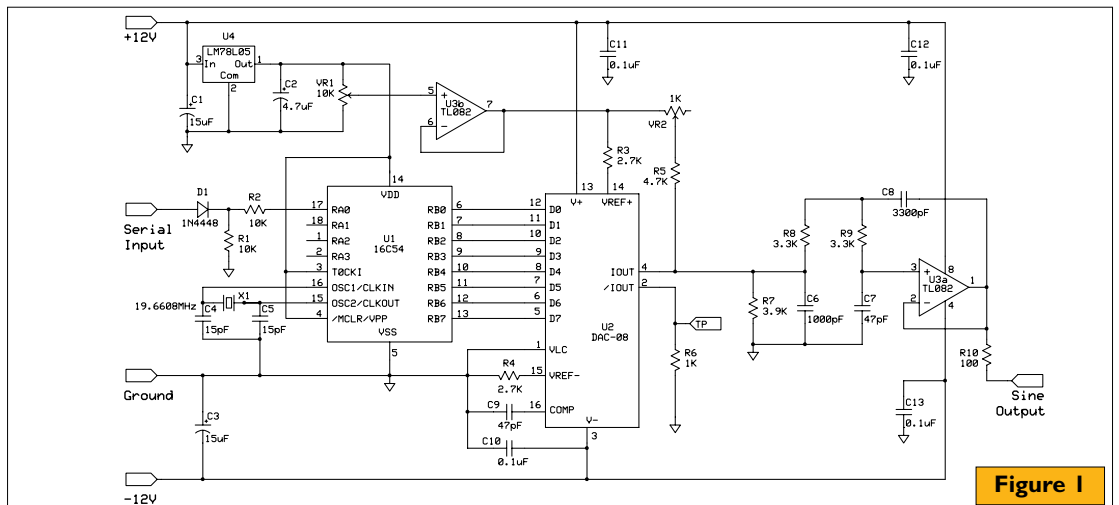 +12V
U4
LM78L05
3 In Out 1
Com
2
C1
15uF
C2
4.7uF
VR1
10K
5 +
6 -
U3b
TL082
7
C11
0.1uF
C12
0.1uF
1K
VR2
R3
2.7K
R5
4.7K
D1
1N4448
Serial
Input
R2
10K
R1
10K
14
VDD
17 RA0
18 RA1
1 RA2
2 RA3
3 T0CKI
16 OSC1/CLKIN
15 OSC2/CLKOUT
4 /MCLR/VPP
VSS
5
U1
16C54
RB0 6
RB1 7
RB2 8
RB3 9
RB4 10
RB5 11
RB6 12
RB7 13
19.6608MHz
X1
C4
15pF
C5
15pF
13
V+
14
VREF+
12 D0
11 D1
10 D2
9 D3
8 D4
7 D5
6 D6
5 D7
IOUT 4
/IOUT 2
U2
DAC-08
1 VLC
15 VREF-
16 COMP
V-
3
TP
R6
1K
R4
2.7K
C9
47pF
C10
0.1uF
R7
3.9K
R8
3.3K
R9
3.3K
C8
3300pF
C6
1000pF
C7
47pF
3 +
2 -
U3a
TL082
8
4
1
R10
100
Sine
Output
C13
0.1uF
Ground
C3
15uF
-12V
Figure 1